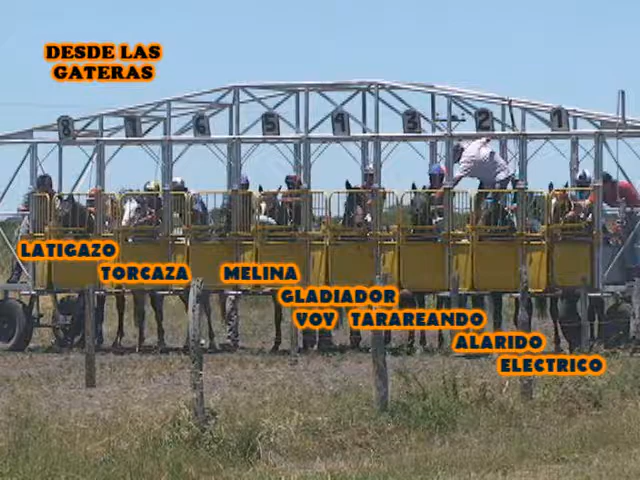 DESDE LAS
GATERAS
8 7 6 5 4 3 2 1
LATIGAZO
TORCAZA MELINA
GLADIADOR
VOY TARAREANDO
ALARIDO
ELECTRICO